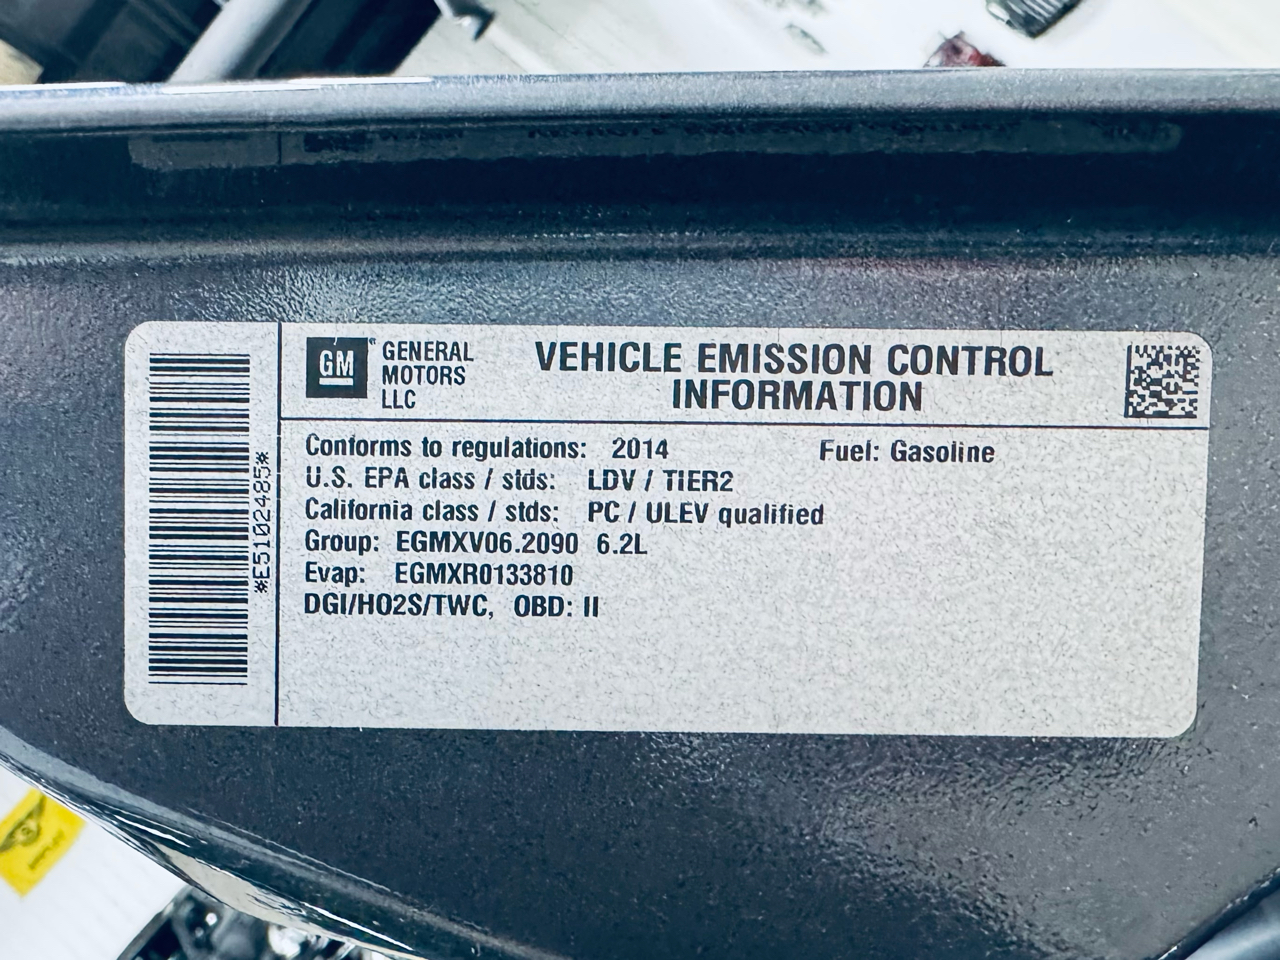 GM
GENERAL
MOTORS
LLC
VEHICLE EMISSION CONTROL
INFORMATION
Conforms to regulations: 2014 Fuel: Gasoline
U.S. EPA class / stds: LDV / TIER2
California class / stds: PC / ULEV qualified
Group: EGMXV06.2090 6.2L
Evap: EGMXR0133810
DGI/HO2S/TWC, OBD: II
*E5102485*